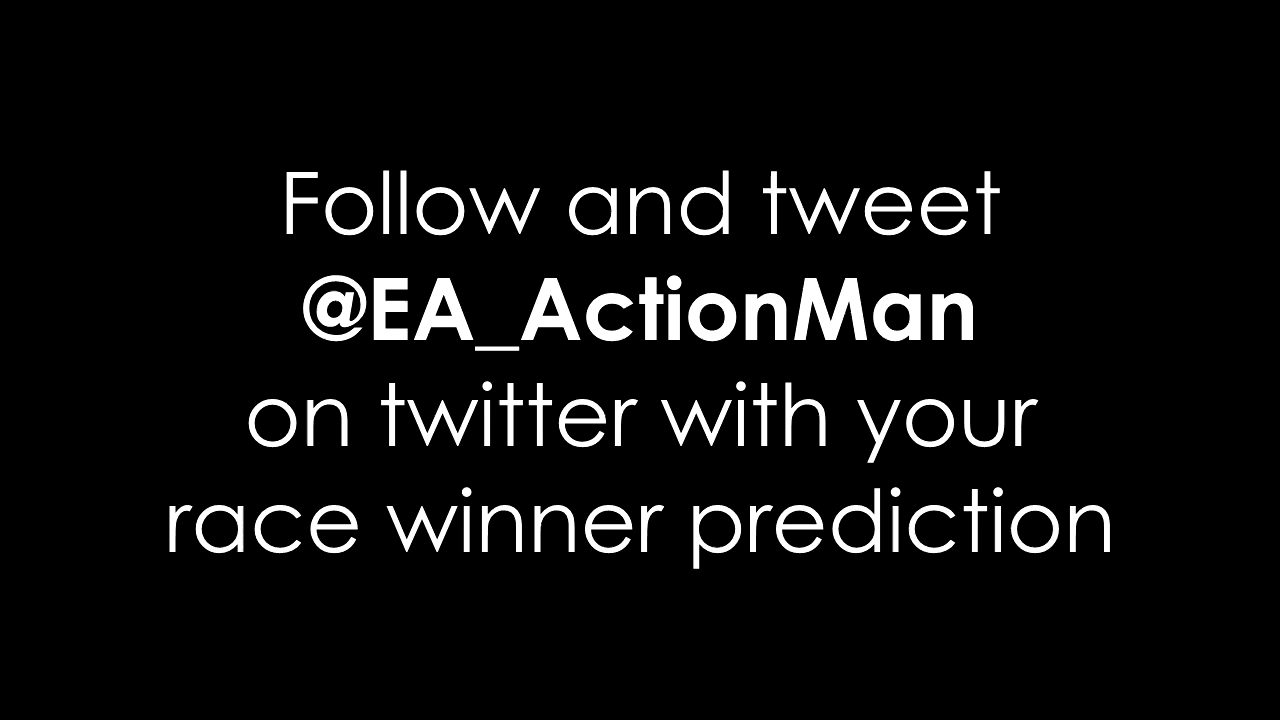 Follow and tweet
@EA_ActionMan
on twitter with your
race winner prediction